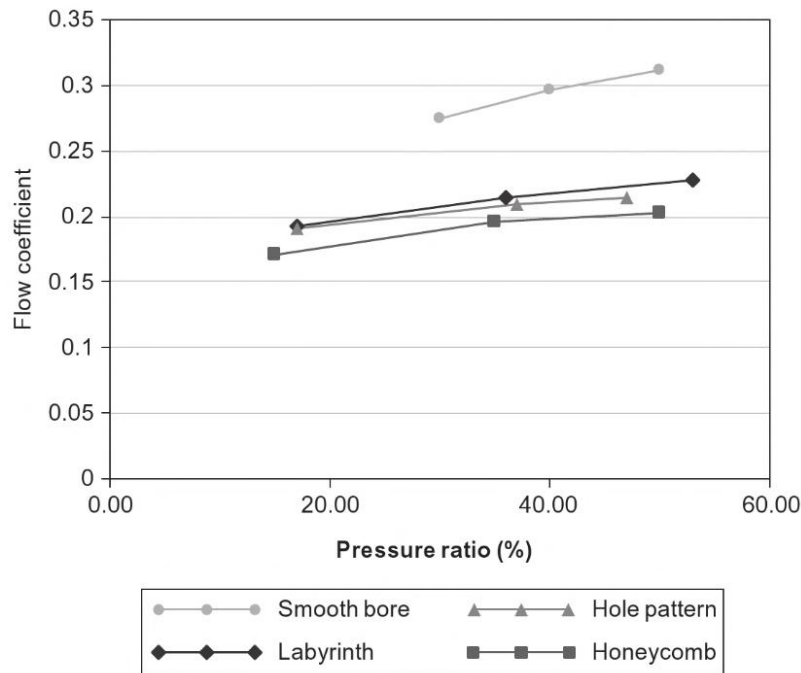 0.35
0.3
0.25
0.2
0.15
0.1
0.05
0
Flow coefficient
0.00 20.00 40.00 60.00
Pressure ratio (%)
Smooth bore Hole pattern
Labyrinth Honeycomb